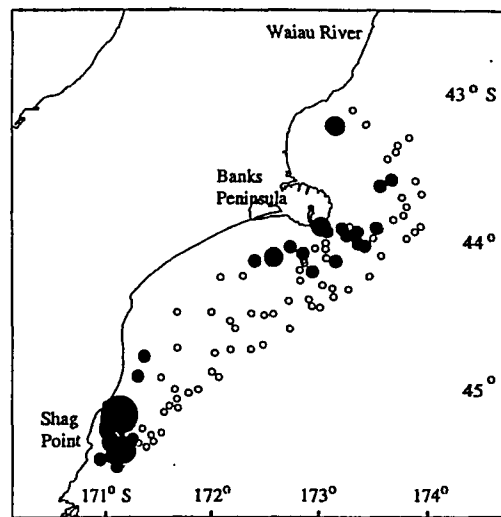 Waiau River
43° S
Banks
Peninsula
44°
45°
Shag
Point
171° S
172°
173°
174°